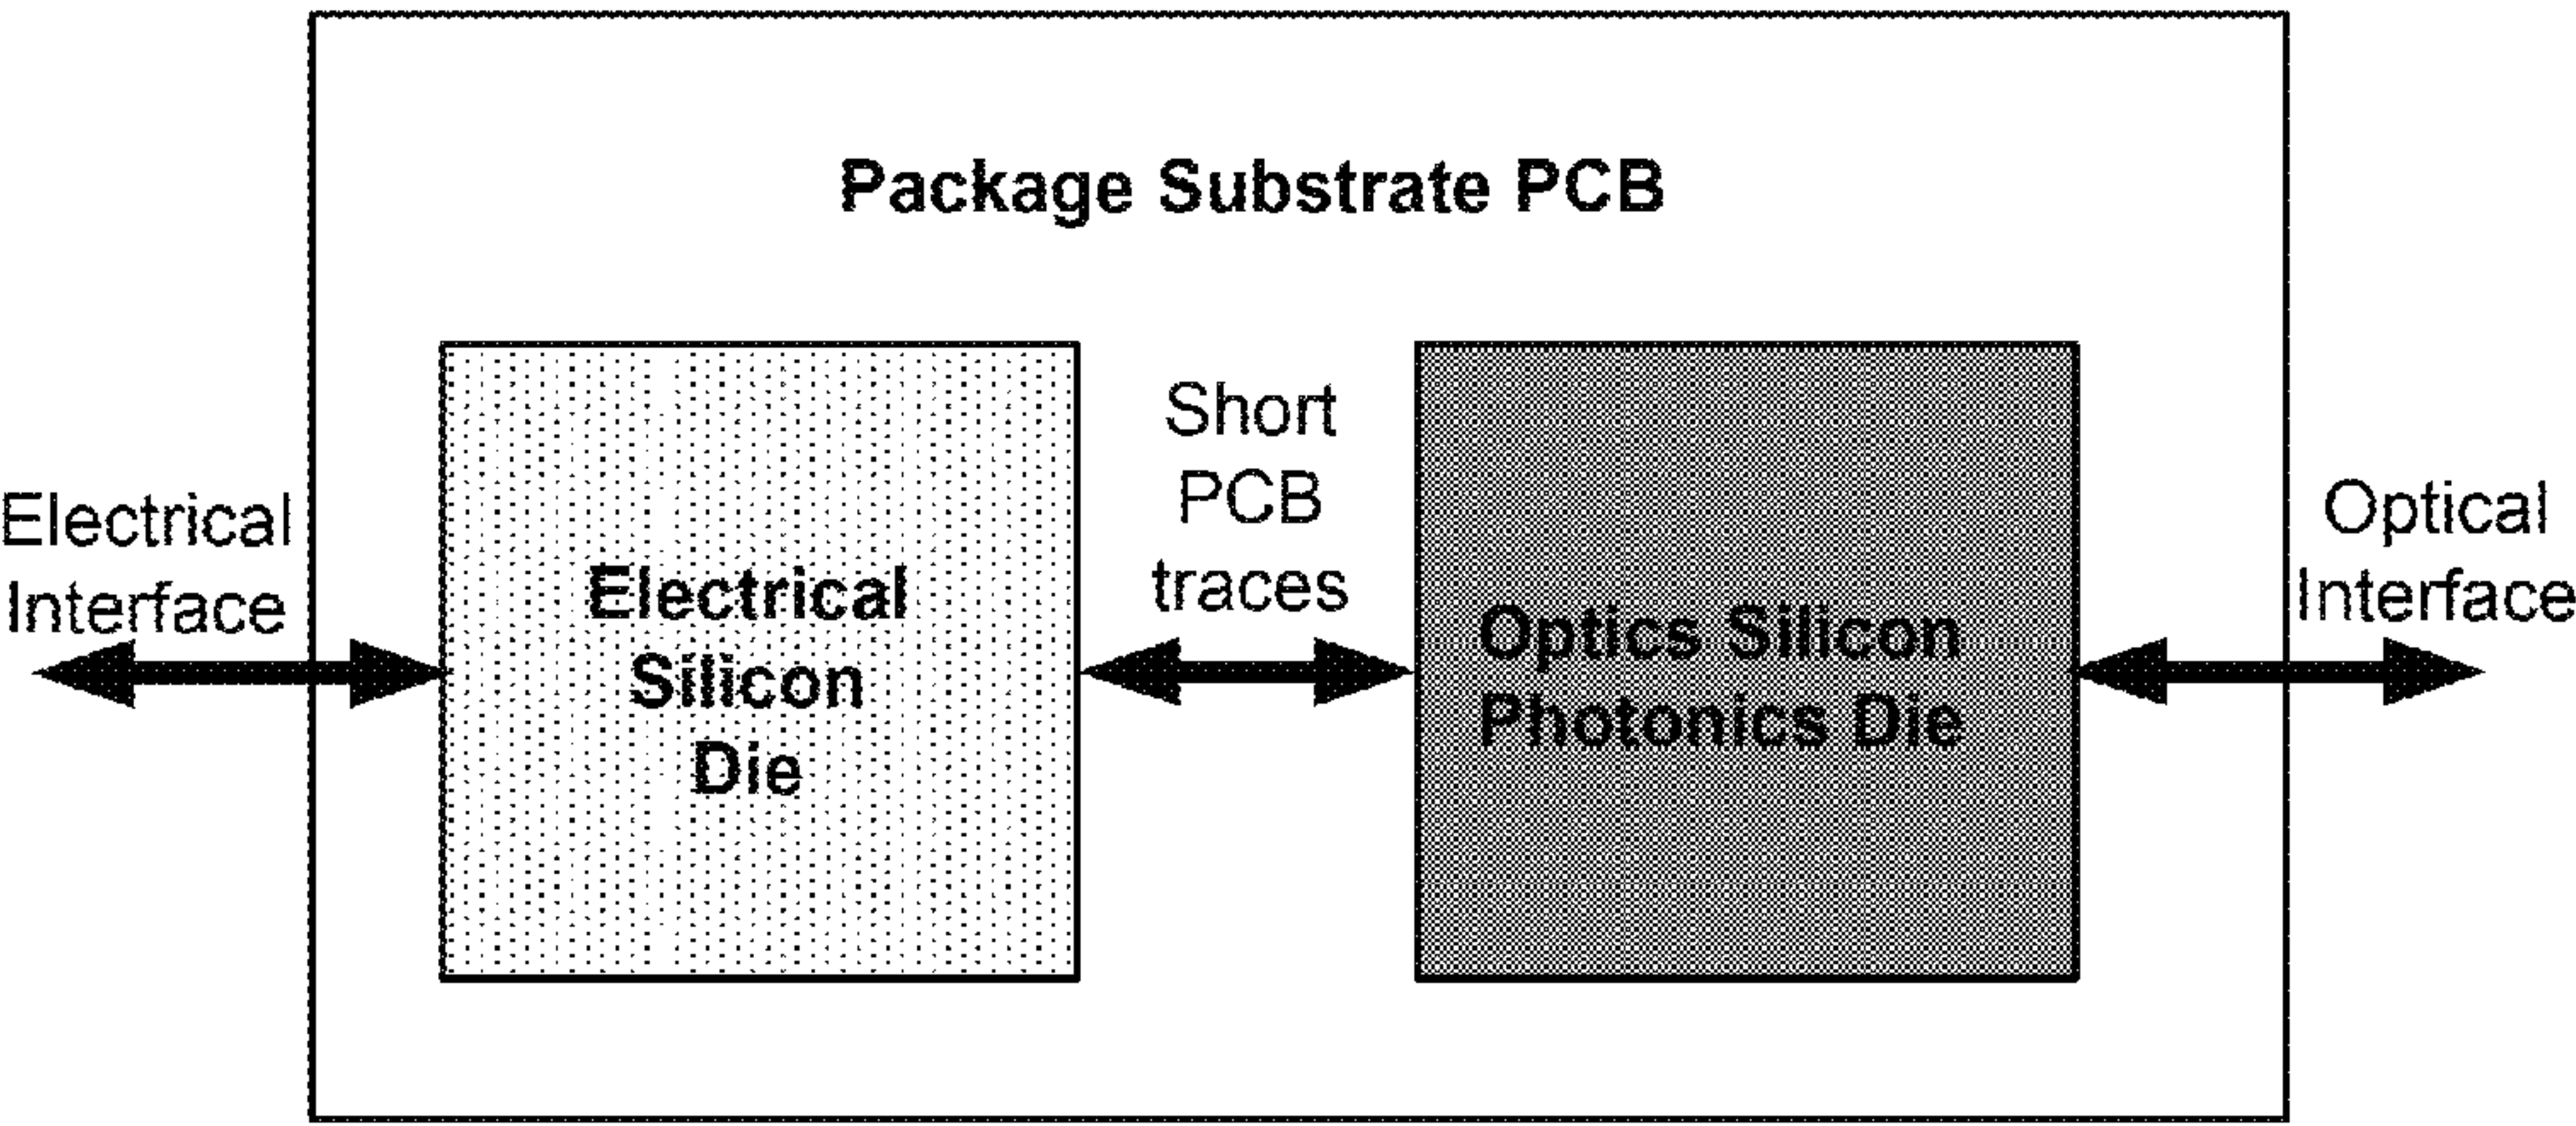 Package Substrate PCB
Electrical
Interface
Electrical
Silicon
Die
Short
PCB
traces
Optics Silicon
Photonics Die
Optical
Interface